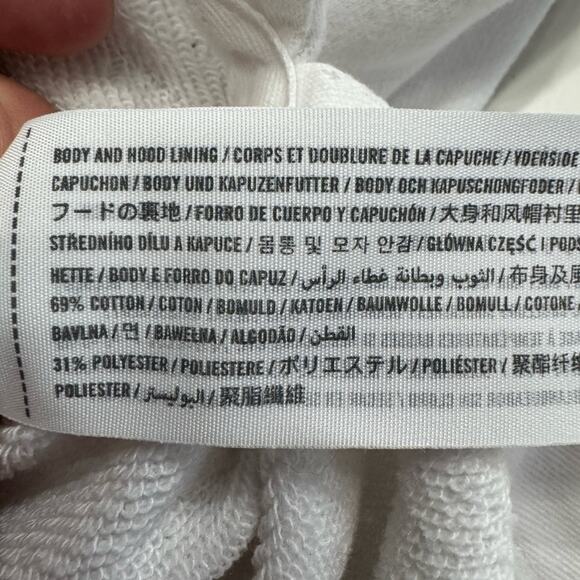 BODY AND HOOD LINING / CORPS ET DOUBLURE DE LA CAPUCHE / YDERSIDE
CAPUCHON / BODY UND KAPUZENFUTTER / BODY OCH KAPUSCHONGFODER /
フードの裏地 / FORRO DE CUERPO Y CAPUCHÓN / 大身和风帽衬里
STŘEDNÍHO DÍLU A KAPUCE / 몸통 및 모자 안감 / GŁÓWNA CZĘŚĆ I PODS
HETTE / BODY E FORRO DO CAPUZ / الثوب وبطانة غطاء الرأس / 布身及風
69% COTTON / COTON / BOMULD / KATOEN / BAUMWOLLE / BOMULL / COTONE
BAVLNA / 면 / BAWEŁNA / ALGODÃO / القطن
31% POLYESTER / POLIESTERE / ポリエステル / POLIÉSTER / 聚酯纤维
POLIESTER / البوليستر / 聚脂纖維